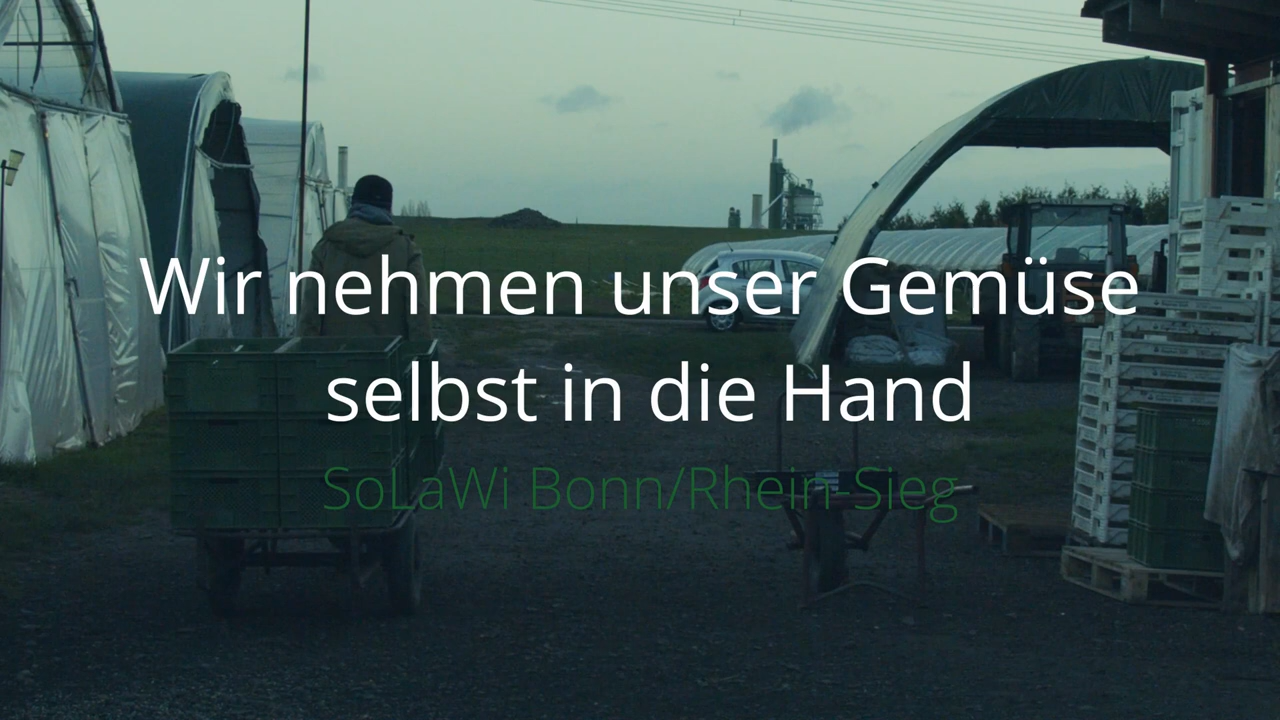 Wir nehmen unser Gemüse
selbst in die Hand
SoLaWi Bonn/Rhein-Sieg